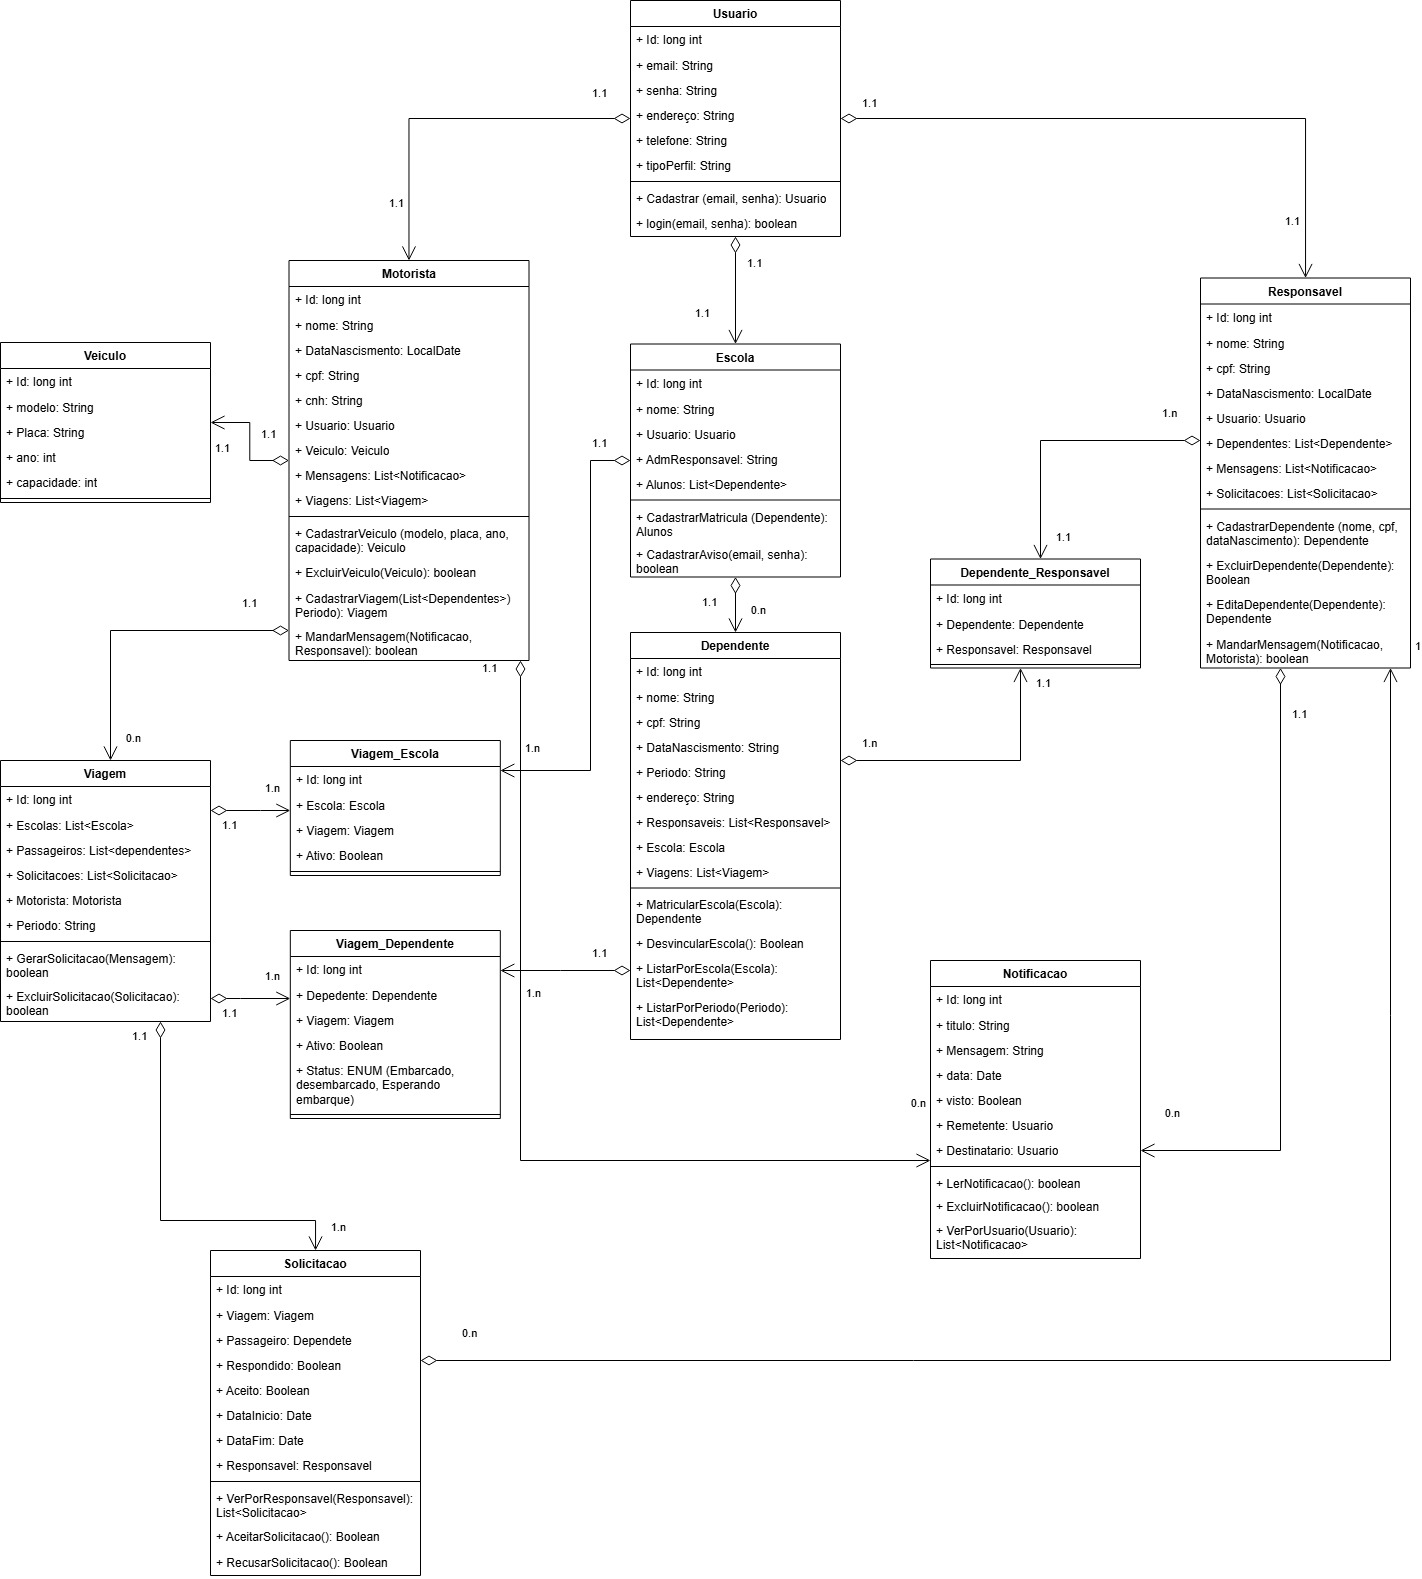 Usuario
+ Id: long int
+ email: String
+ senha: String
+ endereço: String
+ telefone: String
+ tipoPerfil: String
+ Cadastrar (email, senha): Usuario
+ login(email, senha): boolean
1.1
1.1
1.1
1.1
1.1
1.1
Motorista
+ Id: long int
+ nome: String
+ DataNascismento: LocalDate
+ cpf: String
+ cnh: String
+ Usuario: Usuario
+ Veiculo: Veiculo
+ Mensagens: List<Notificacao>
+ Viagens: List<Viagem>
+ CadastrarVeiculo (modelo, placa, ano,
capacidade): Veiculo
+ ExcluirVeiculo(Veiculo): boolean
+ CadastrarViagem(List<Dependentes>)
Periodo): Viagem
+ MandarMensagem(Notificacao,
Responsavel): boolean
Responsavel
+ Id: long int
+ nome: String
+ cpf: String
+ DataNascismento: LocalDate
+ Usuario: Usuario
+ Dependentes: List<Dependente>
+ Mensagens: List<Notificacao>
+ Solicitacoes: List<Solicitacao>
+ CadastrarDependente (nome, cpf,
dataNascimento): Dependente
+ ExcluirDependente(Dependente):
Boolean
+ EditaDependente(Dependente):
Dependente
+ MandarMensagem(Notificacao,
Motorista): boolean
Veiculo
+ Id: long int
+ modelo: String
+ Placa: String
+ ano: int
+ capacidade: int
1.1
1.1
Escola
+ Id: long int
+ nome: String
+ Usuario: Usuario
+ AdmResponsavel: String
+ Alunos: List<Dependente>
+ CadastrarMatricula (Dependente):
Alunos
+ CadastrarAviso(email, senha):
boolean
1.1
1.n
1.1
Dependente_Responsavel
+ Id: long int
+ Dependente: Dependente
+ Responsavel: Responsavel
1.1
1.n
1.1
0.n
1.1
1.1
1
1.1
Dependente
+ Id: long int
+ nome: String
+ cpf: String
+ DataNascismento: String
+ Periodo: String
+ endereço: String
+ Responsaveis: List<Responsavel>
+ Escola: Escola
+ Viagens: List<Viagem>
+ MatricularEscola(Escola):
Dependente
+ DesvincularEscola(): Boolean
+ ListarPorEscola(Escola):
List<Dependente>
+ ListarPorPeriodo(Periodo):
List<Dependente>
0.n
1.n
Viagem
+ Id: long int
+ Escolas: List<Escola>
+ Passageiros: List<dependentes>
+ Solicitacoes: List<Solicitacao>
+ Motorista: Motorista
+ Periodo: String
+ GerarSolicitacao(Mensagem):
boolean
+ ExcluirSolicitacao(Solicitacao):
boolean
1.n
1.1
Viagem_Escola
+ Id: long int
+ Escola: Escola
+ Viagem: Viagem
+ Ativo: Boolean
1.n
1.1
Viagem_Dependente
+ Id: long int
+ Depedente: Dependente
+ Viagem: Viagem
+ Ativo: Boolean
+ Status: ENUM (Embarcado,
desembarcado, Esperando
embarque)
1.1
1.n
1.1
Notificacao
+ Id: long int
+ titulo: String
+ Mensagem: String
+ data: Date
+ visto: Boolean
+ Remetente: Usuario
+ Destinatario: Usuario
+ LerNotificacao(): boolean
+ ExcluirNotificacao(): boolean
+ VerPorUsuario(Usuario):
List<Notificacao>
0.n
0.n
1.n
Solicitacao
+ Id: long int
+ Viagem: Viagem
+ Passageiro: Dependete
+ Respondido: Boolean
+ Aceito: Boolean
+ DataInicio: Date
+ DataFim: Date
+ Responsavel: Responsavel
+ VerPorResponsavel(Responsavel):
List<Solicitacao>
+ AceitarSolicitacao(): Boolean
+ RecusarSolicitacao(): Boolean
0.n